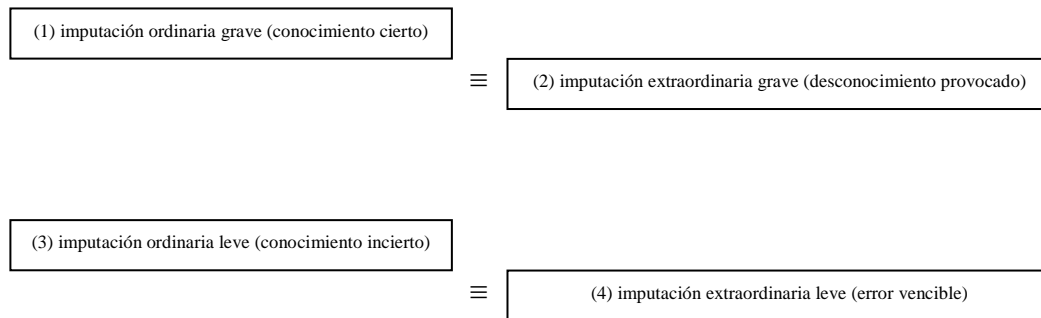 (1) imputación ordinaria grave (conocimiento cierto)
≡
(2) imputación extraordinaria grave (desconocimiento provocado)
(3) imputación ordinaria leve (conocimiento incierto)
≡
(4) imputación extraordinaria leve (error vencible)